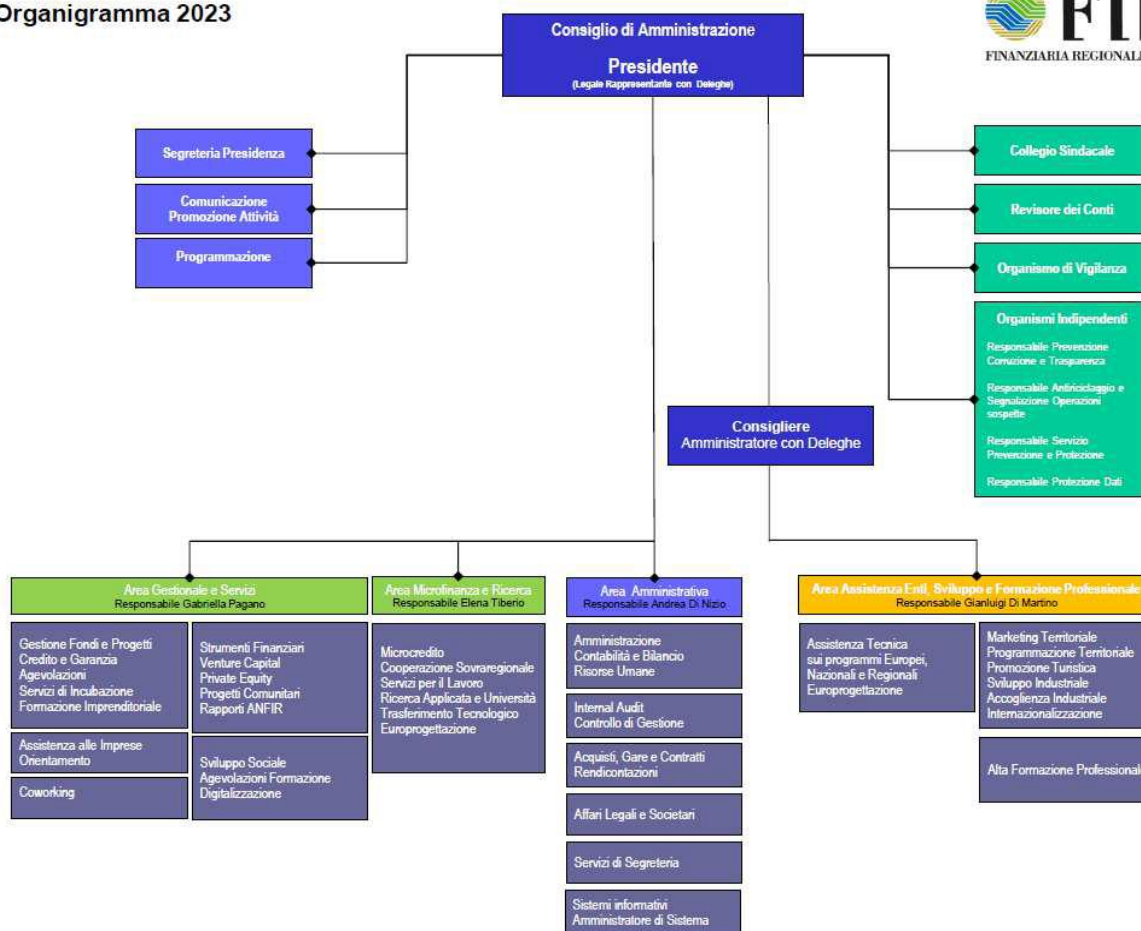 Organigramma 2023
FINANZIARIA REGIONALE
Consiglio di Amministrazione
Presidente
(Legale Rappresentante con Deleghe)
Segreteria Presidenza
Comunicazione
Promozione Attività
Programmazione
Collegio Sindacale
Revisore dei Conti
Organismo di Vigilanza
Organismi Indipendenti
Responsabile Prevenzione
Corruzione e Trasparenza
Responsabile Antiriciclaggio e
Segnalazione Operazioni
sospette
Responsabile Servizio
Prevenzione e Protezione
Responsabile Protezione Dati
Consigliere
Amministratore con Deleghe
Area Gestionale e Servizi
Responsabile Gabriella Pagano
Gestione Fondi e Progetti
Credito e Garanzia
Agevolazioni
Servizi di Incubazione
Formazione Imprenditoriale
Assistenza alle Imprese
Orientamento
Coworking
Strumenti Finanziari
Venture Capital
Private Equity
Progetti Comunitari
Rapporti ANFIR
Sviluppo Sociale
Agevolazioni Formazione
Digitalizzazione
Area Microfinanza e Ricerca
Responsabile Elena Tiberio
Microcredito
Cooperazione Sovraregionale
Servizi per il Lavoro
Ricerca Applicata e Università
Trasferimento Tecnologico
Europrogettazione
Area Amministrativa
Responsabile Andrea Di Nizio
Amministrazione
Contabilità e Bilancio
Risorse Umane
Internal Audit
Controllo di Gestione
Acquisti, Gare e Contratti
Rendicontazioni
Affari Legali e Societari
Servizi di Segreteria
Sistemi informativi
Amministratore di Sistema
Area Assistenza Enti, Sviluppo e Formazione Professionale
Responsabile Gianluigi Di Martino
Assistenza Tecnica
sui programmi Europei,
Nazionali e Regionali
Europrogettazione
Marketing Territoriale
Programmazione Territoriale
Promozione Turistica
Sviluppo Industriale
Accoglienza Industriale
Internazionalizzazione
Alta Formazione Professionale